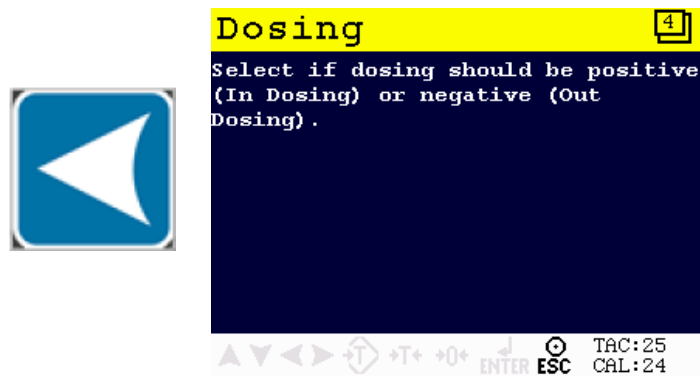 Dosing
4
Select if dosing should be positive
(In Dosing) or negative (Out
Dosing).
T →T← →0← ENTER ESC TAC:25
CAL:24